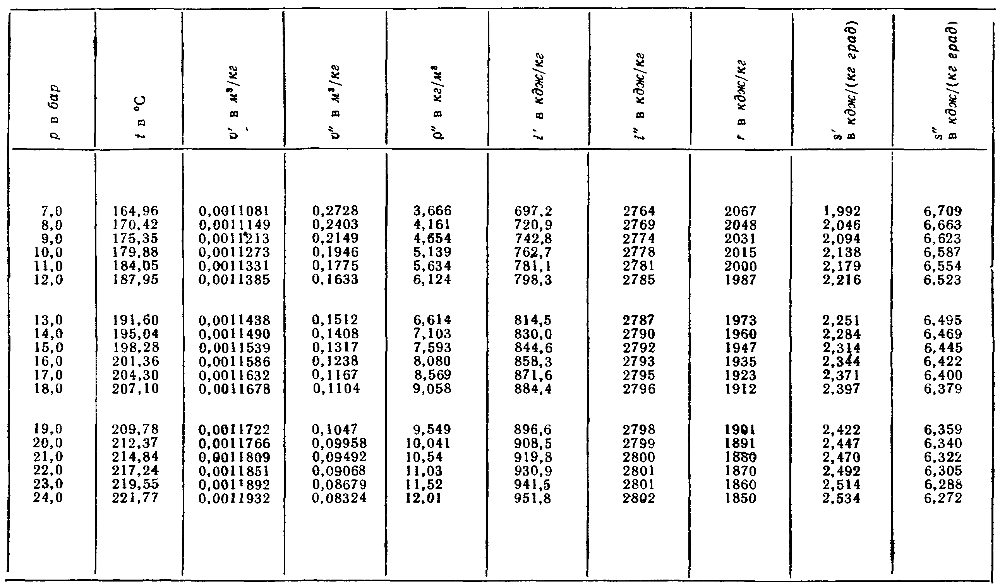 p в бар
t в °C
v′ в м³/кг
v″ в м³/кг
ρ″ в кг/м³
i′ в кдж/кг
i″ в кдж/кг
r в кдж/кг
s′
в кдж/(кг град)
s″
в кдж/(кг град)
7,0 164,96 0,0011081 0,2728 3,666 697,2 2764 2067 1,992 6,709
8,0 170,42 0,0011149 0,2403 4,161 720,9 2769 2048 2,046 6,663
9,0 175,35 0,0011213 0,2149 4,654 742,8 2774 2031 2,094 6,623
10,0 179,88 0,0011273 0,1946 5,139 762,7 2778 2015 2,138 6,587
11,0 184,05 0,0011331 0,1775 5,634 781,1 2781 2000 2,179 6,554
12,0 187,95 0,0011385 0,1633 6,124 798,3 2785 1987 2,216 6,523
13,0 191,60 0,0011438 0,1512 6,614 814,5 2787 1973 2,251 6,495
14,0 195,04 0,0011490 0,1408 7,103 830,0 2790 1960 2,284 6,469
15,0 198,28 0,0011539 0,1317 7,593 844,6 2792 1947 2,314 6,445
16,0 201,36 0,0011586 0,1238 8,080 858,3 2793 1935 2,344 6,422
17,0 204,30 0,0011632 0,1167 8,569 871,6 2795 1923 2,371 6,400
18,0 207,10 0,0011678 0,1104 9,058 884,4 2796 1912 2,397 6,379
19,0 209,78 0,0011722 0,1047 9,549 896,6 2798 1901 2,422 6,359
20,0 212,37 0,0011766 0,09958 10,041 908,5 2799 1891 2,447 6,340
21,0 214,84 0,0011809 0,09492 10,54 919,8 2800 1880 2,470 6,322
22,0 217,24 0,0011851 0,09068 11,03 930,9 2801 1870 2,492 6,305
23,0 219,55 0,0011892 0,08679 11,52 941,5 2801 1860 2,514 6,288
24,0 221,77 0,0011932 0,08324 12,01 951,8 2802 1850 2,534 6,272